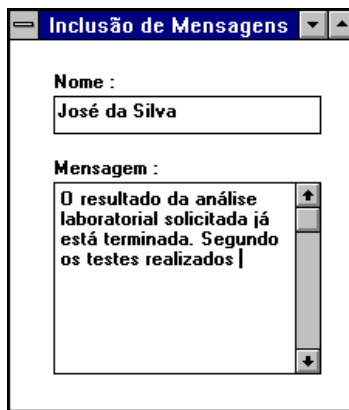 Inclusão de Mensagens
Nome :
José da Silva
Mensagem :
O resultado da análise
laboratorial solicitada já
está terminada. Segundo
os testes realizados